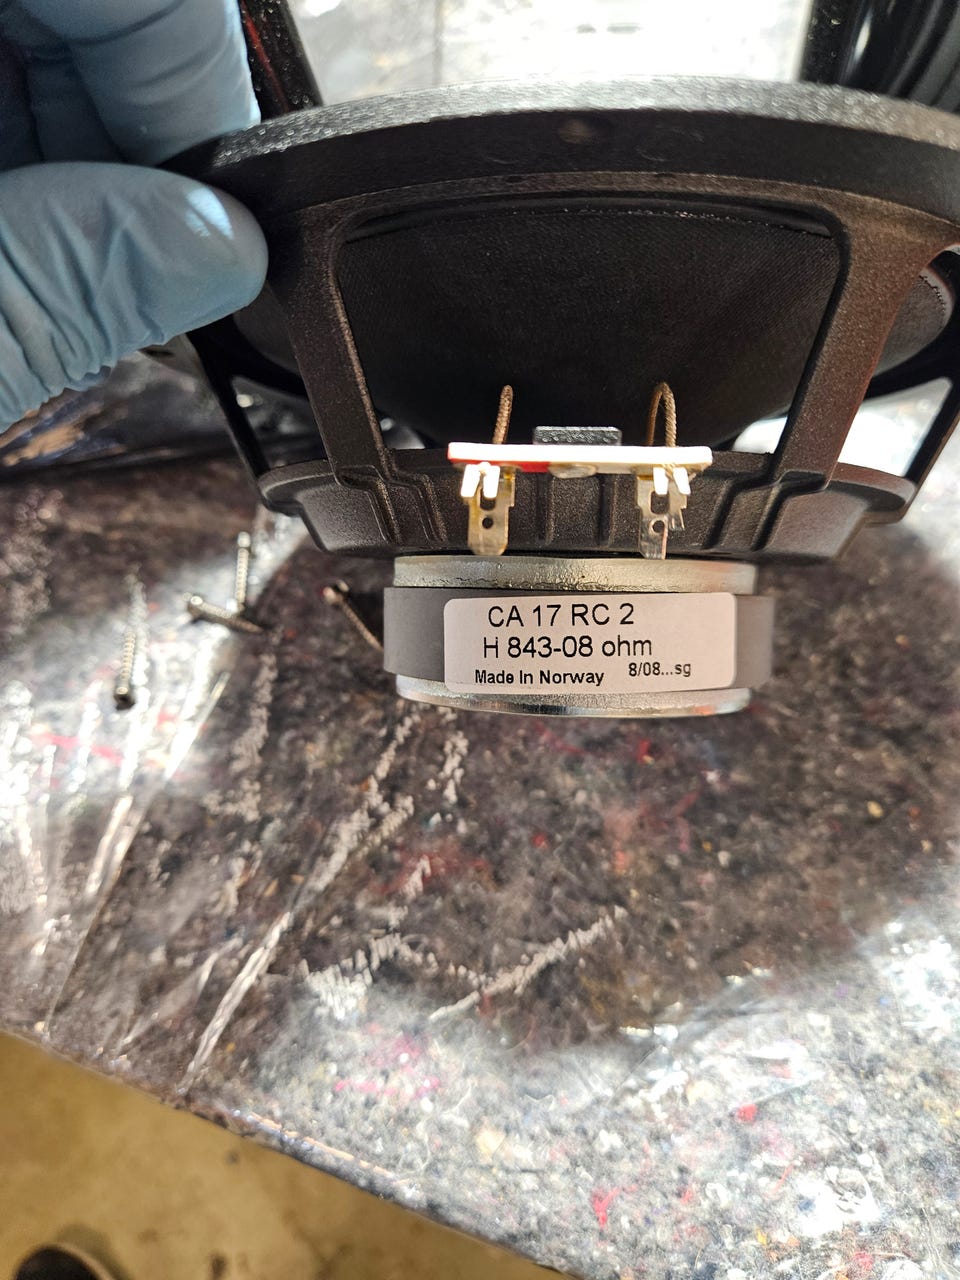 CA 17 RC 2
H 843-08 ohm
Made In Norway 8/08...sg